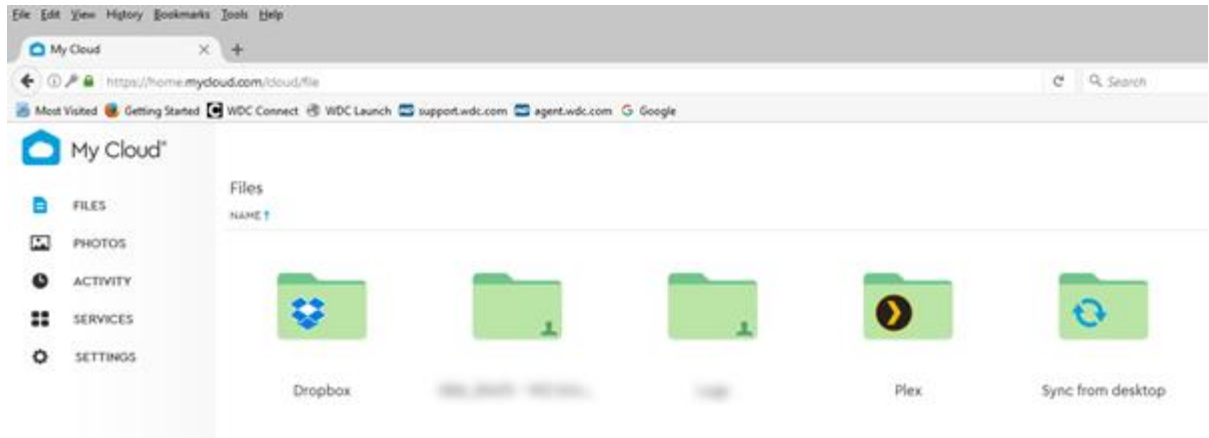 File Edit View History Bookmarks Tools Help
My Cloud
https://home.mycloud.com/cloud/file
Search
Most Visited Getting Started WDC Connect WDC Launch support.wdc.com agent.wdc.com Google
My Cloud®
FILES
PHOTOS
ACTIVITY
SERVICES
SETTINGS
Files
NAME
Dropbox
Plex
Sync from desktop